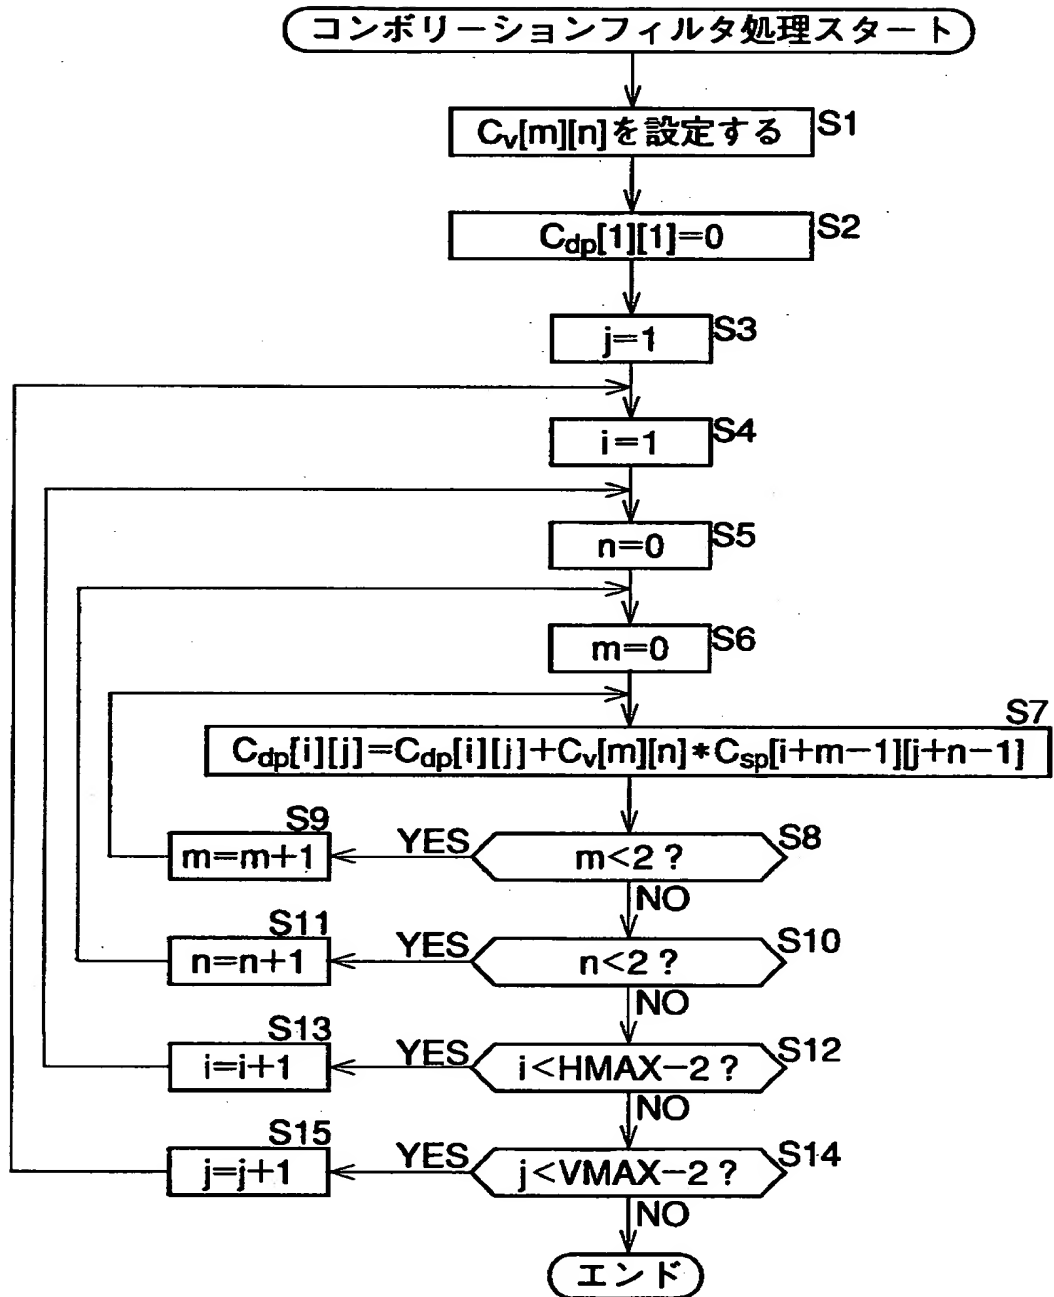 コンボリーションフィルタ処理スタート
Cv[m][n]を設定する S1
Cdp[1][1]=0 S2
j=1 S3
i=1 S4
n=0 S5
m=0 S6
S7
Cdp[i][j]=Cdp[i][j]+Cv[m][n]*Csp[i+m−1][j+n−1]
S9 YES m<2? S8
m=m+1
NO
S11 YES n<2? S10
n=n+1
NO
S13 YES i<HMAX−2? S12
i=i+1
NO
S15 YES j<VMAX−2? S14
j=j+1
NO
エンド